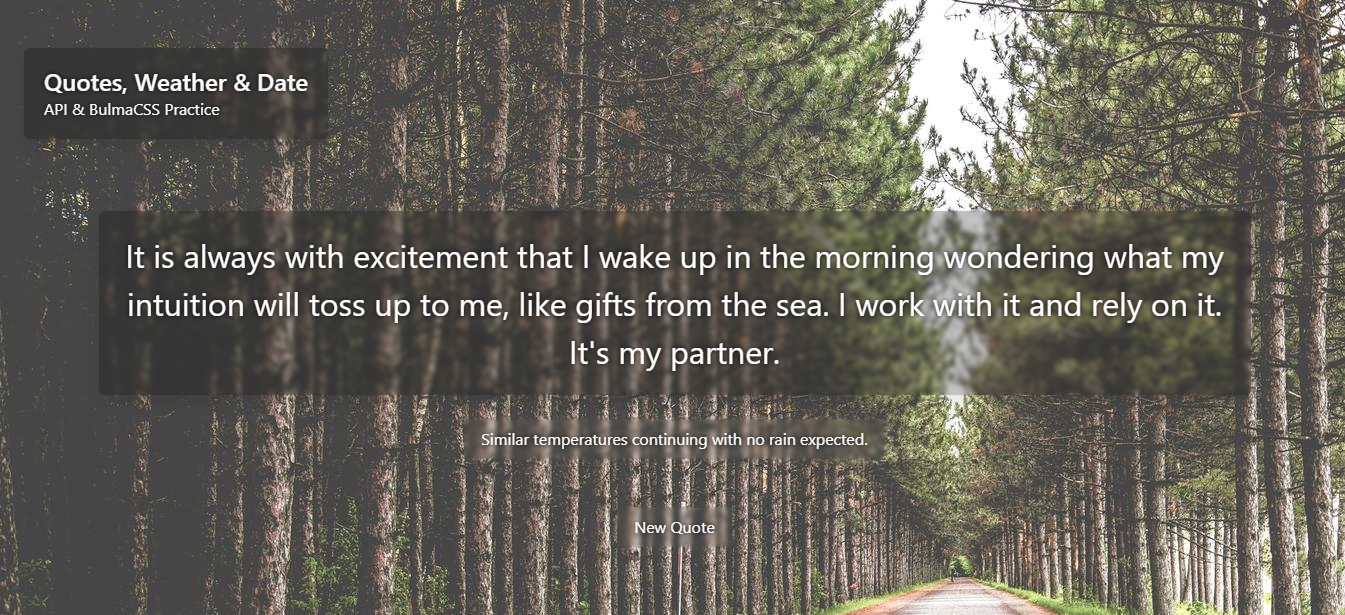 Quotes, Weather & Date
API & BulmaCSS Practice
It is always with excitement that I wake up in the morning wondering what my
intuition will toss up to me, like gifts from the sea. I work with it and rely on it.
It's my partner.
Similar temperatures continuing with no rain expected.
New Quote